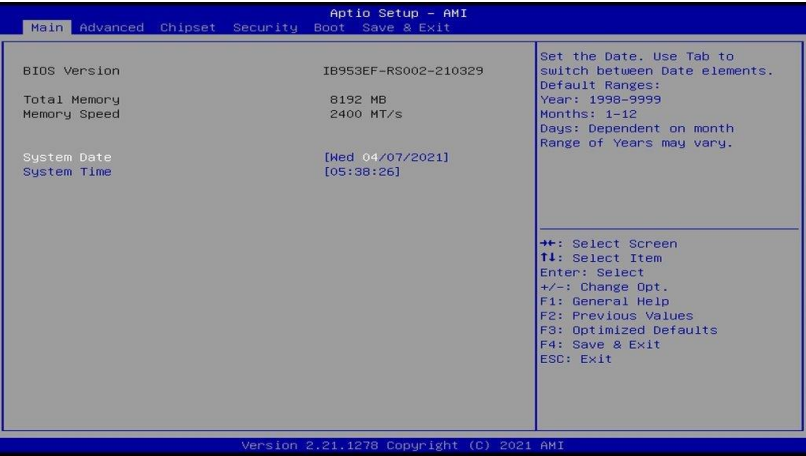 Aptio Setup - AMI
Main Advanced Chipset Security Boot Save & Exit
BIOS Version IB953EF-RS002-210329
Total Memory 8192 MB
Memory Speed 2400 MT/s
System Date [Wed 04/07/2021]
System Time [05:38:26]
Set the Date. Use Tab to
switch between Date elements.
Default Ranges:
Year: 1998-9999
Months: 1-12
Days: Dependent on month
Range of Years may vary.
→←: Select Screen
↑↓: Select Item
Enter: Select
+/-: Change Opt.
F1: General Help
F2: Previous Values
F3: Optimized Defaults
F4: Save & Exit
ESC: Exit
Version 2.21.1278 Copyright (C) 2021 AMI